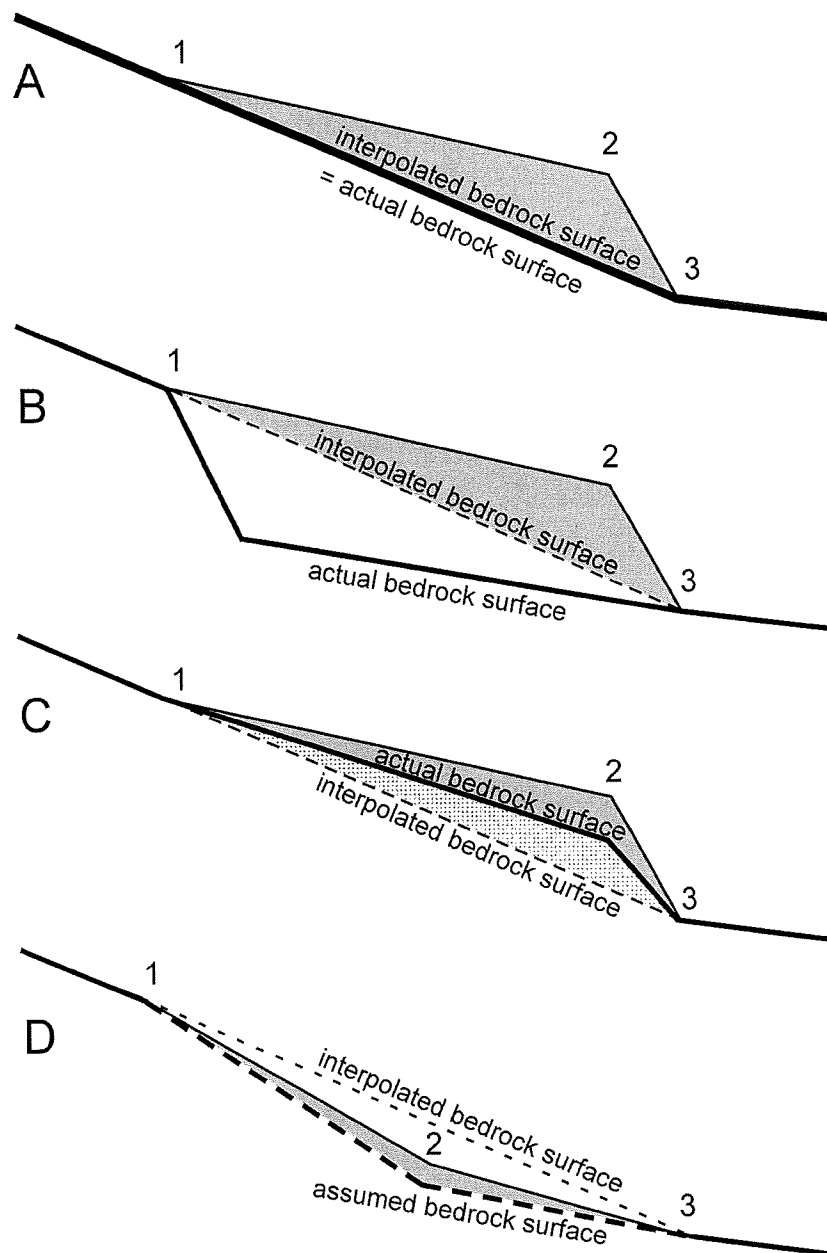 A
1
2
interpolated bedrock surface
= actual bedrock surface
3
B
1
2
interpolated bedrock surface
3
actual bedrock surface
C
1
2
actual bedrock surface
interpolated bedrock surface
3
D
1
interpolated bedrock surface
2
3
assumed bedrock surface